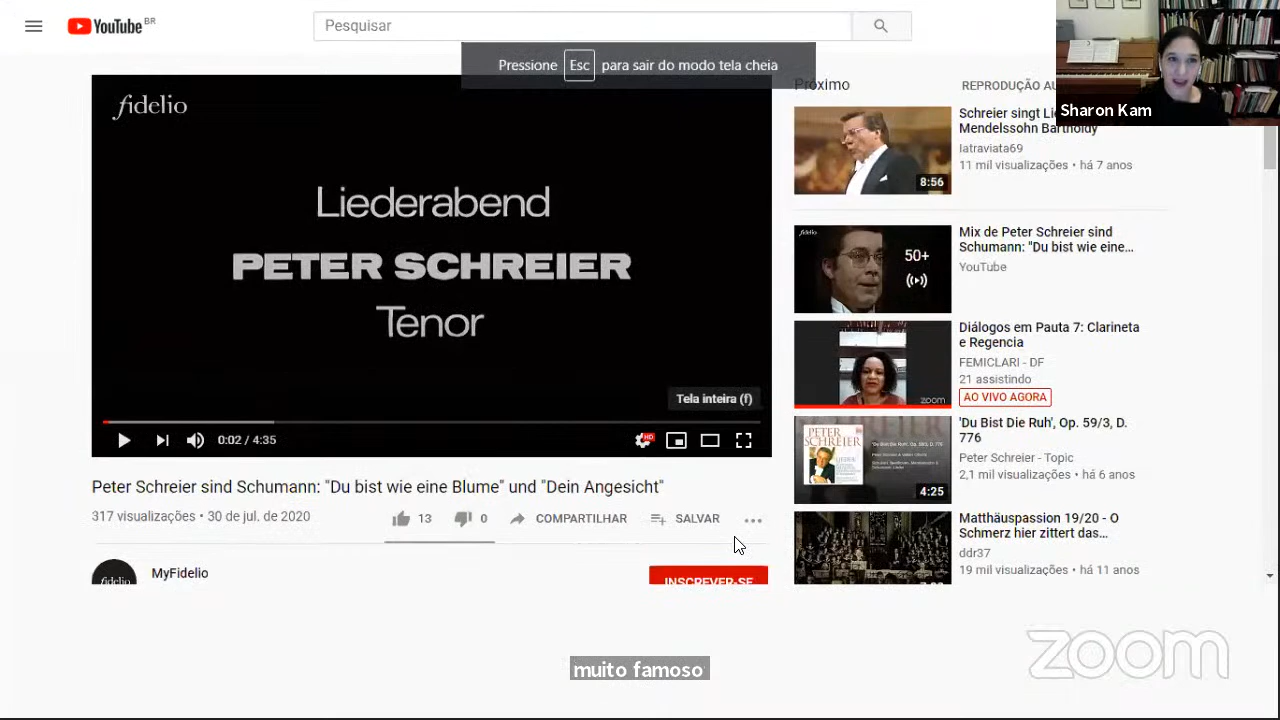 YouTube BR
Pesquisar
Pressione Esc para sair do modo tela cheia
Sharon Kam
fidelio
Liederabend
PETER SCHREIER
Tenor
Tela inteira (f)
0:02 / 4:35
HD
Peter Schreier sind Schumann: "Du bist wie eine Blume" und "Dein Angesicht"
317 visualizações • 30 de jul. de 2020
13
0
COMPARTILHAR
SALVAR
fidelio
MyFidelio
INSCREVER-SE
Próximo
REPRODUÇÃO AU
Schreier singt Li
Mendelssohn Bartholdy
latraviata69
11 mil visualizações • há 7 anos
8:56
fidelio
50+
Mix de Peter Schreier sind
Schumann: "Du bist wie eine...
YouTube
Diálogos em Pauta 7: Clarineta
e Regencia
FEMICLARI - DF
21 assistindo
AO VIVO AGORA
zoom
PETER
SCHREIER
4:25
'Du Bist Die Ruh', Op. 59/3, D.
776
Peter Schreier - Topic
2,1 mil visualizações • há 6 anos
Matthäuspassion 19/20 - O
Schmerz hier zittert das...
ddr37
19 mil visualizações • há 11 anos
zoom
muito famoso